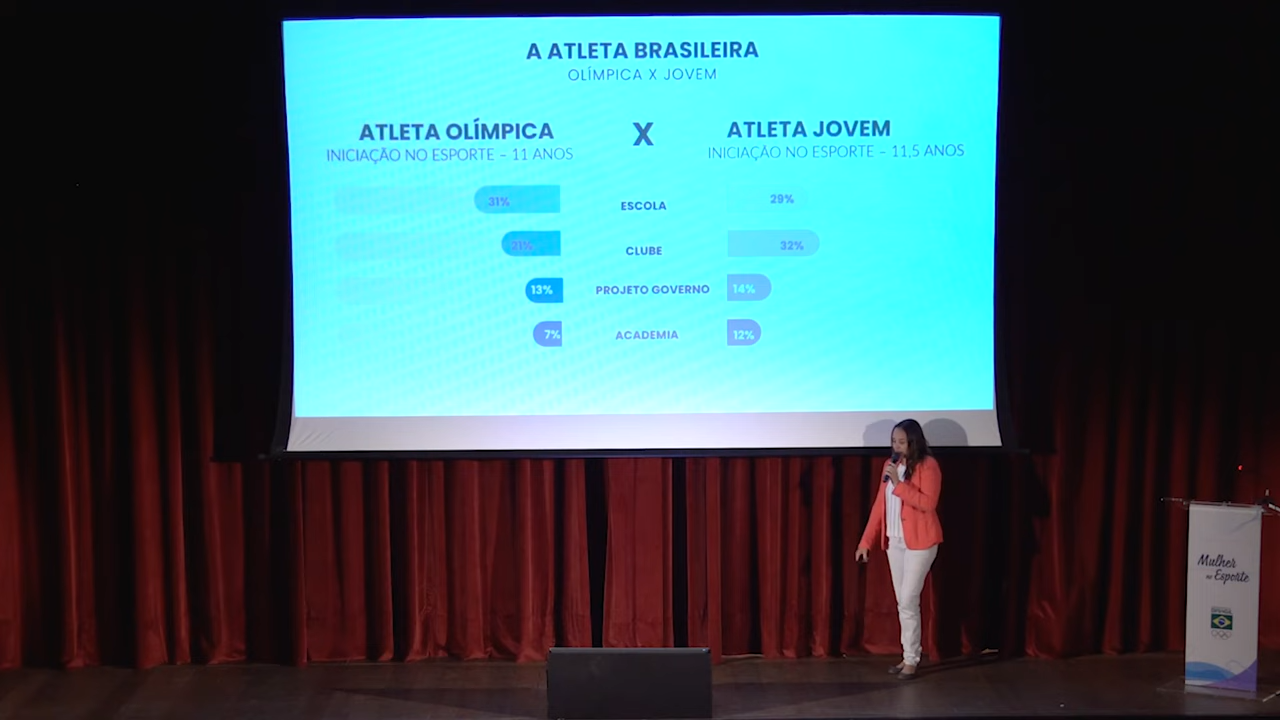 A ATLETA BRASILEIRA
OLÍMPICA X JOVEM
ATLETA OLÍMPICA X ATLETA JOVEM
INICIAÇÃO NO ESPORTE – 11 ANOS INICIAÇÃO NO ESPORTE – 11,5 ANOS
31% ESCOLA 29%
21% CLUBE 32%
13% PROJETO GOVERNO 14%
7% ACADEMIA 12%
Mulher
no Esporte